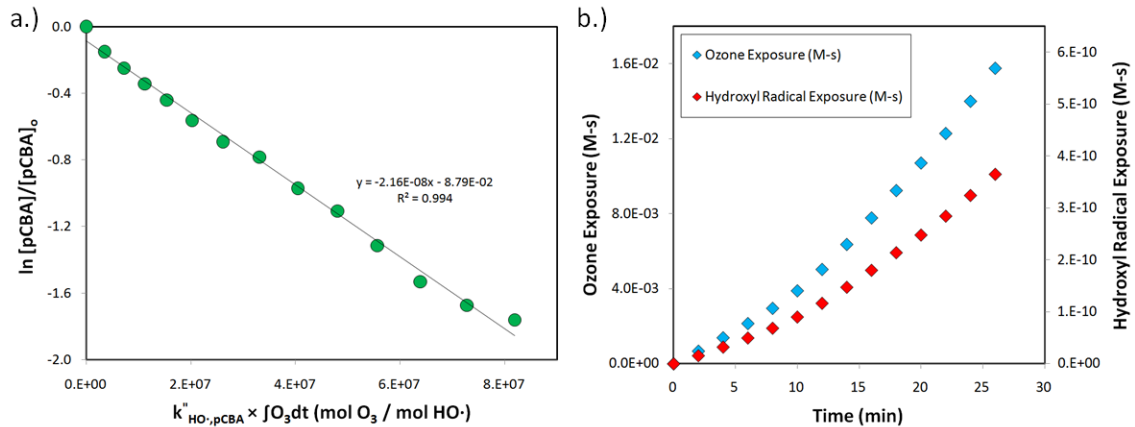 a.)
0.0
-0.4
-0.8
-1.2
-1.6
-2.0
ln [pCBA]/[pCBA]o
y = -2.16E-08x - 8.79E-02
R² = 0.994
0.E+00
2.E+07
4.E+07
6.E+07
8.E+07
k"HO·,pCBA × ∫O3dt (mol O3 / mol HO·)
b.)
Ozone Exposure (M-s)
Hydroxyl Radical Exposure (M-s)
1.6E-02
1.2E-02
8.0E-03
4.0E-03
0.0E+00
Ozone Exposure (M-s)
6.E-10
5.E-10
4.E-10
3.E-10
2.E-10
1.E-10
0.E+00
Hydroxyl Radical Exposure (M-s)
0
5
10
15
20
25
30
Time (min)